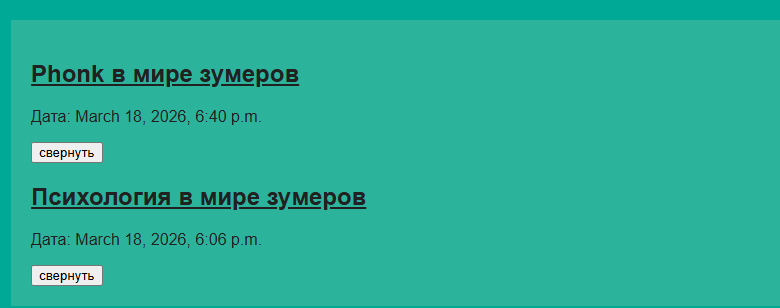 Phonk в мире зумеров
Дата: March 18, 2026, 6:40 p.m.
свернуть
Психология в мире зумеров
Дата: March 18, 2026, 6:06 p.m.
свернуть